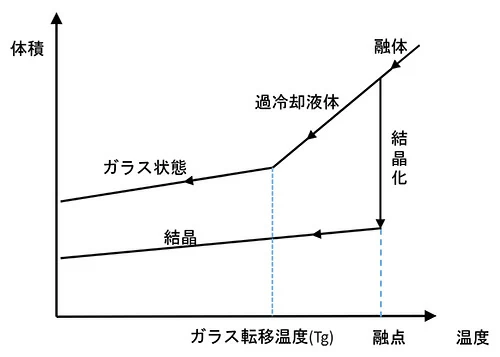 体積
融体
過冷却液体
結晶化
ガラス状態
結晶
ガラス転移温度(Tg)
融点
温度